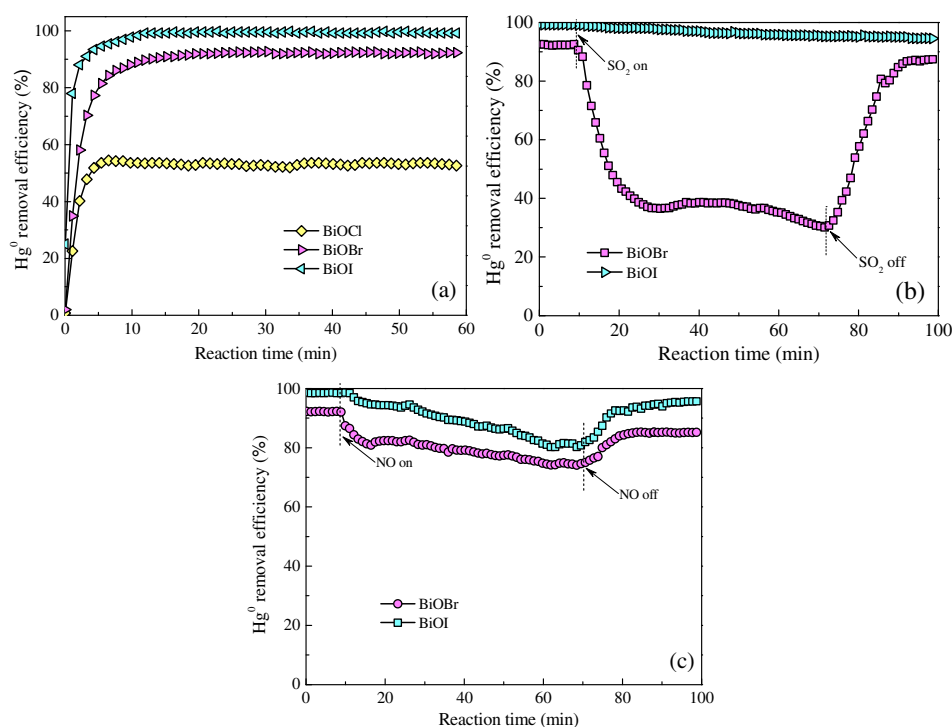 Hg⁰ removal efficiency (%)
100
80
60
40
20
0
BiOCl
BiOBr
BiOI
(a)
0 10 20 30 40 50 60
Reaction time (min)
Hg⁰ removal efficiency (%)
100
80
60
40
20
0
SO₂ on
BiOBr
BiOI
SO₂ off
(b)
0 20 40 60 80 100
Reaction time (min)
Hg⁰ removal efficiency (%)
100
80
60
40
20
0
NO on
NO off
BiOBr
BiOI
(c)
0 20 40 60 80 100
Reaction time (min)